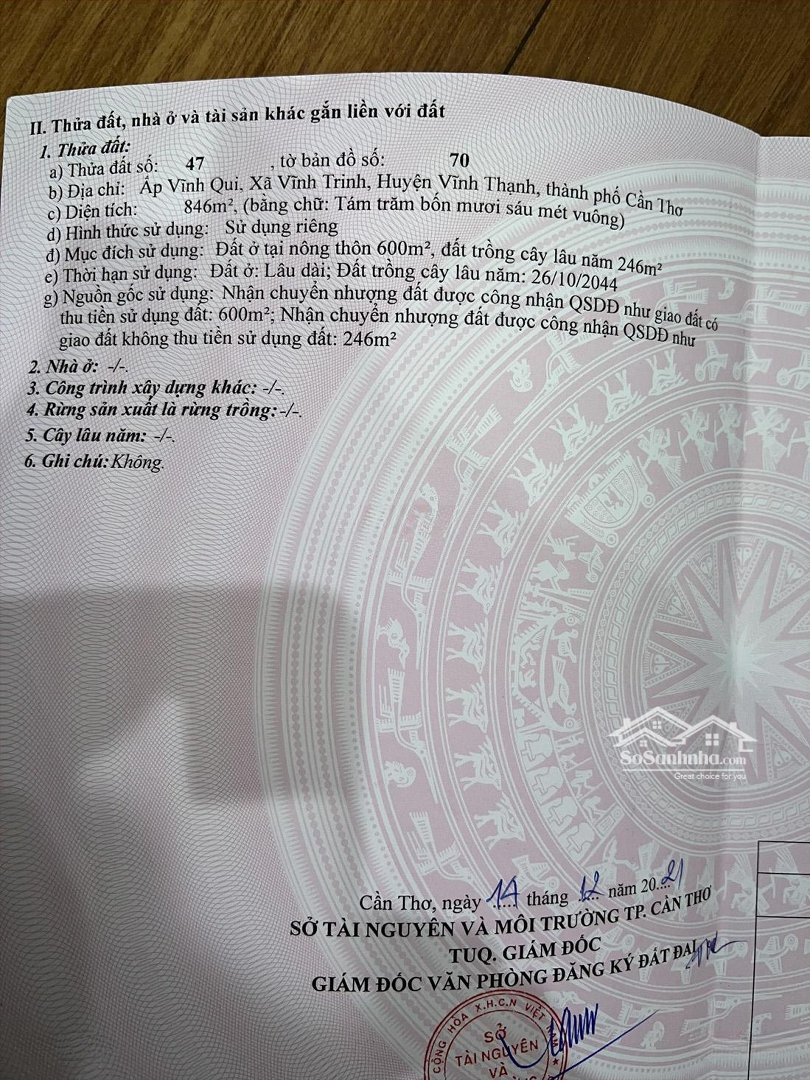 II. Thửa đất, nhà ở và tài sản khác gắn liền với đất
1. Thửa đất:
a) Thửa đất số: 47 , tờ bản đồ số: 70
b) Địa chỉ: Ấp Vĩnh Qui, Xã Vĩnh Trinh, Huyện Vĩnh Thạnh, thành phố Cần Thơ
c) Diện tích: 846m², (bằng chữ: Tám trăm bốn mươi sáu mét vuông)
d) Hình thức sử dụng: Sử dụng riêng
đ) Mục đích sử dụng: Đất ở tại nông thôn 600m², đất trồng cây lâu năm 246m²
e) Thời hạn sử dụng: Đất ở: Lâu dài; Đất trồng cây lâu năm: 26/10/2044
g) Nguồn gốc sử dụng: Nhận chuyển nhượng đất được công nhận QSDĐ như giao đất có
thu tiền sử dụng đất: 600m²; Nhận chuyển nhượng đất được công nhận QSDĐ như
giao đất không thu tiền sử dụng đất: 246m²
2. Nhà ở: -/-.
3. Công trình xây dựng khác: -/-.
4. Rừng sản xuất là rừng trồng: -/-.
5. Cây lâu năm: -/-.
6. Ghi chú: Không.
SoSanhnha.com
Great choice for you
Cần Thơ, ngày 14 tháng 12 năm 2021
SỞ TÀI NGUYÊN VÀ MÔI TRƯỜNG TP. CẦN THƠ
TUQ. GIÁM ĐỐC
GIÁM ĐỐC VĂN PHÒNG ĐĂNG KÝ ĐẤT ĐAI
CỘNG HÒA X.H.C.N VIỆT NAM
SỞ
TÀI NGUYÊN
VÀ